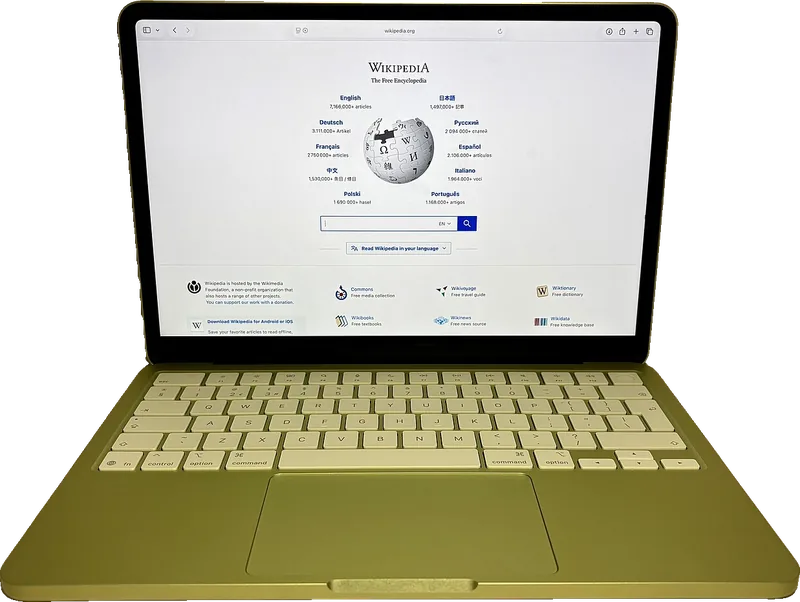 wikipedia.org
WIKIPEDIA
The Free Encyclopedia
English
7,166,000+ articles
日本語
1,497,000+ 記事
Deutsch
3.111.000+ Artikel
Русский
2 094 000+ статей
Français
2 750 000+ articles
Español
2.106.000+ artículos
中文
1,530,000+ 条目 / 條目
Italiano
1.964.000+ voci
Polski
1 690 000+ haseł
Português
1.168.000+ artigos
EN
Read Wikipedia in your language
Wikipedia is hosted by the Wikimedia
Foundation, a non-profit organization that
also hosts a range of other projects.
You can support our work with a donation.
Download Wikipedia for Android or iOS
Save your favorite articles to read offline,
Commons
Free media collection
Wikivoyage
Free travel guide
Wiktionary
Free dictionary
Wikibooks
Free textbooks
Wikinews
Free news source
Wikidata
Free knowledge base
Q W E R T Y U I O P
A S D F G H J K L
Z X C V B N M
fn control option command command option